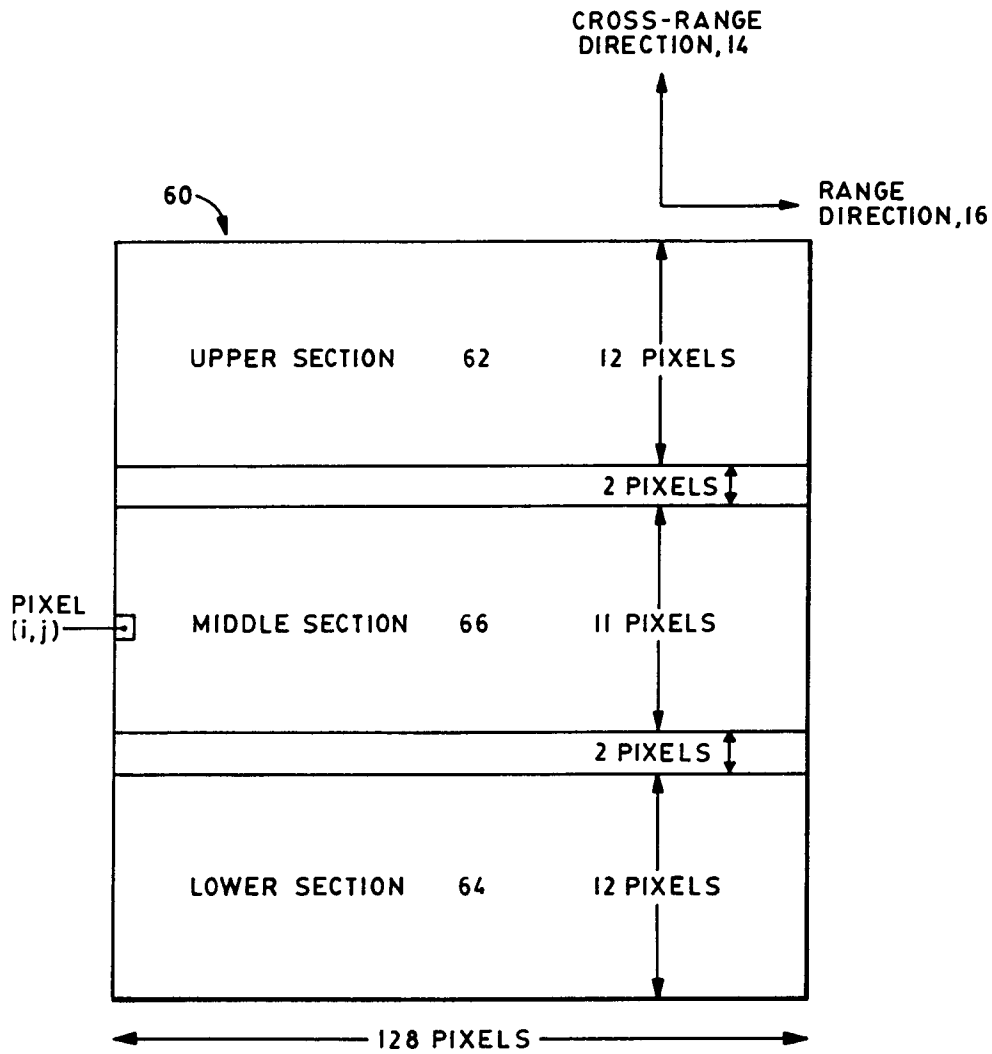 CROSS-RANGE
DIRECTION, 14
60
RANGE
DIRECTION, 16
UPPER SECTION 62 12 PIXELS
2 PIXELS
PIXEL
(i,j)
MIDDLE SECTION 66 11 PIXELS
2 PIXELS
LOWER SECTION 64 12 PIXELS
128 PIXELS